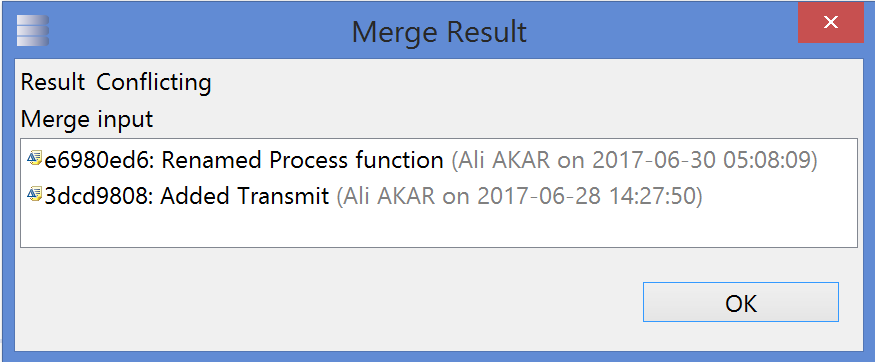 Merge Result
Result Conflicting
Merge input
e6980ed6: Renamed Process function (Ali AKAR on 2017-06-30 05:08:09)
3dcd9808: Added Transmit (Ali AKAR on 2017-06-28 14:27:50)
OK